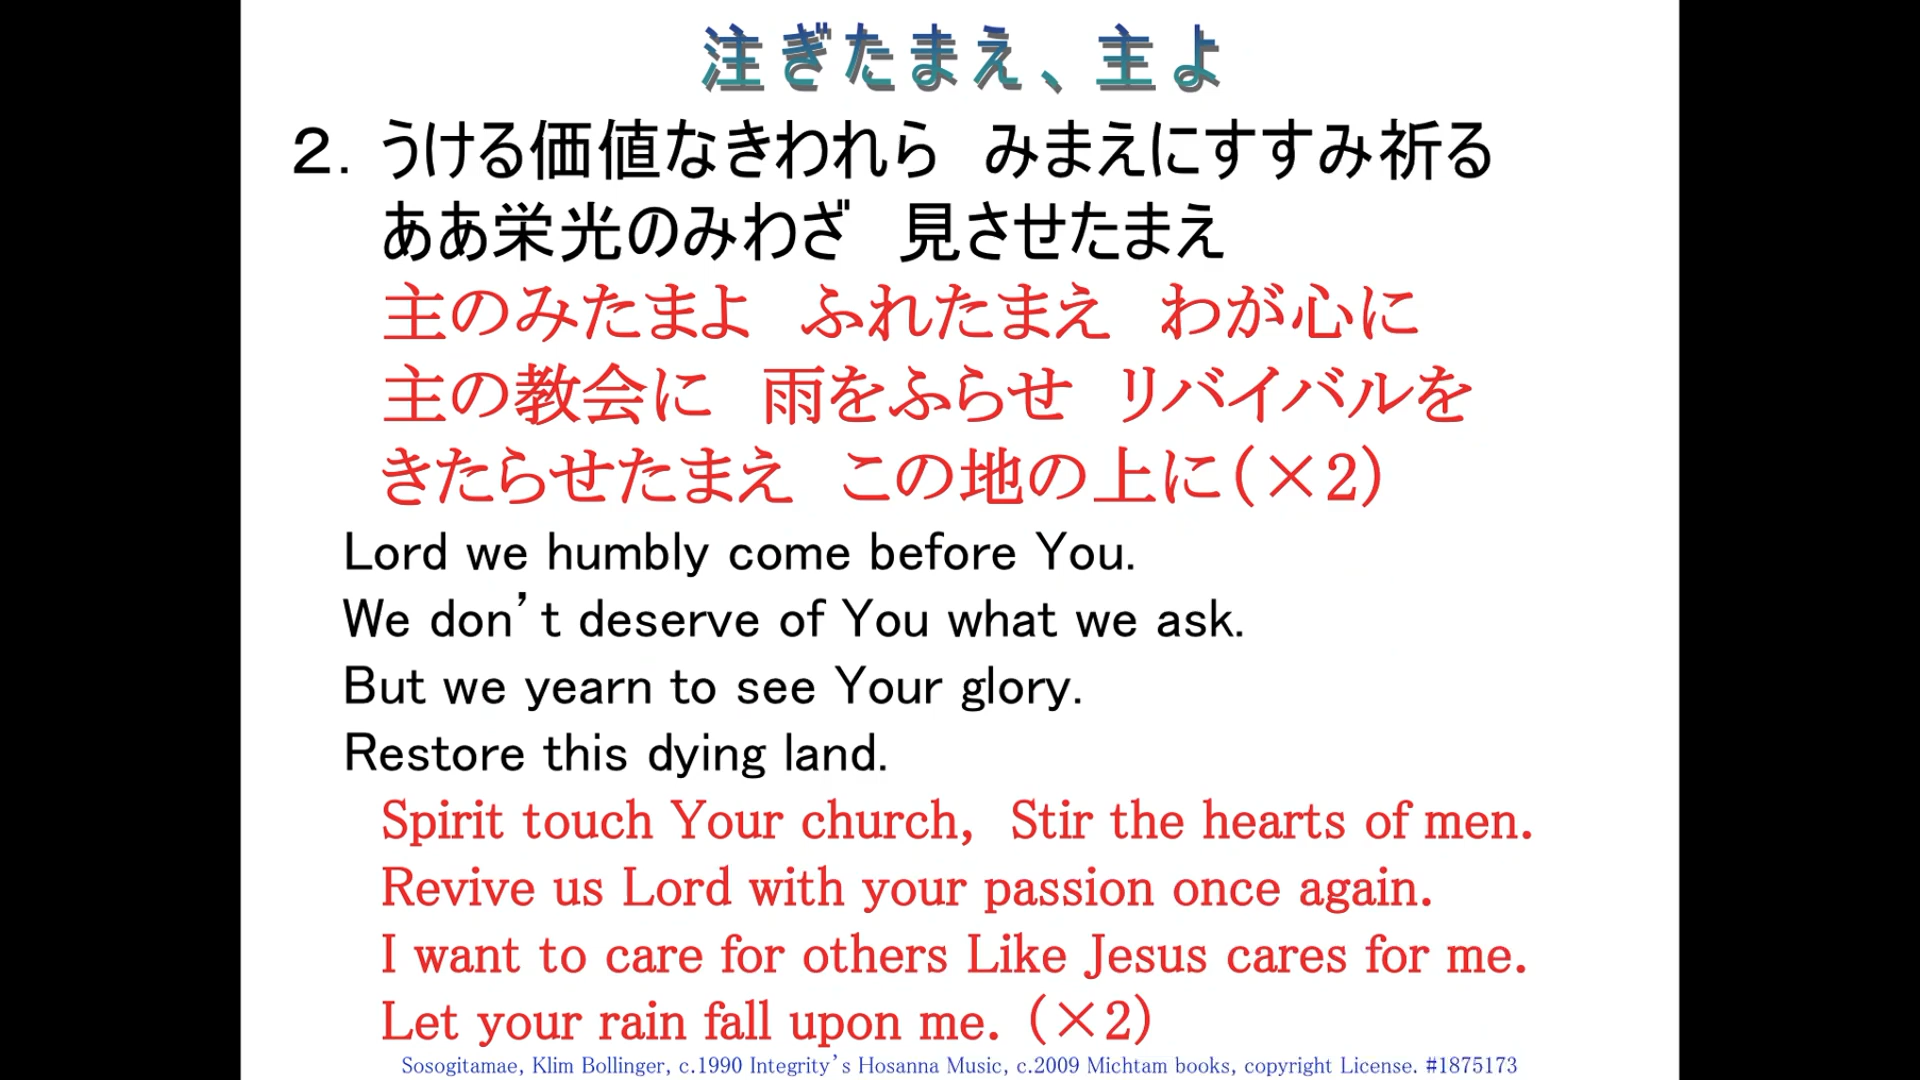 注ぎたまえ、主よ
２．うける価値なきわれら　みまえにすすみ祈る
ああ栄光のみわざ　見させたまえ
主のみたまよ　ふれたまえ　わが心に
主の教会に　雨をふらせ　リバイバルを
きたらせたまえ　この地の上に（×２）
Lord we humbly come before You.
We don’t deserve of You what we ask.
But we yearn to see Your glory.
Restore this dying land.
Spirit touch Your church,  Stir the hearts of men.
Revive us Lord with your passion once again.
I want to care for others Like Jesus cares for me.
Let your rain fall upon me.（×２）
Sosogitamae, Klim Bollinger, c.1990 Integrity’s Hosanna Music, c.2009 Michtam books, copyright License. #1875173